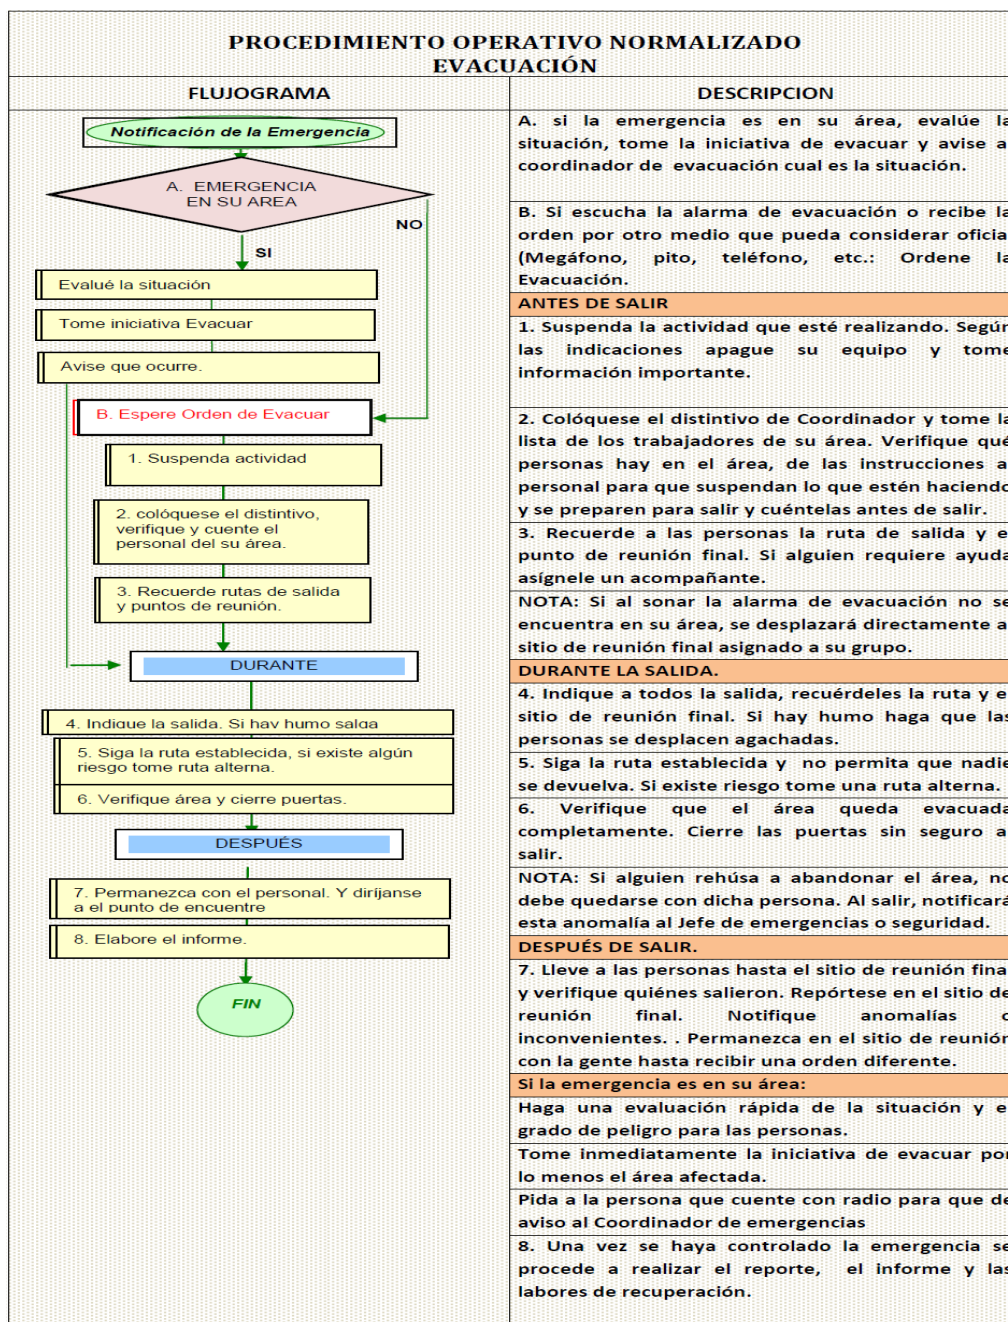 PROCEDIMIENTO OPERATIVO NORMALIZADO
EVACUACIÓN
FLUJOGRAMA
Notificación de la Emergencia
A. EMERGENCIA
EN SU AREA
NO
SI
Evalué la situación
Tome iniciativa Evacuar
Avise que ocurre.
B. Espere Orden de Evacuar
1. Suspenda actividad
2. colóquese el distintivo,
verifique y cuente el
personal del su área.
3. Recuerde rutas de salida
y puntos de reunión.
DURANTE
4. Indique la salida. Si hay humo salga
5. Siga la ruta establecida, si existe algún
riesgo tome ruta alterna.
6. Verifique área y cierre puertas.
DESPUÉS
7. Permanezca con el personal. Y diríjanse
a el punto de encuentre
8. Elabore el informe.
FIN
DESCRIPCION
A. si la emergencia es en su área, evalúe la
situación, tome la iniciativa de evacuar y avise a
coordinador de evacuación cual es la situación.
B. Si escucha la alarma de evacuación o recibe la
orden por otro medio que pueda considerar oficia
(Megáfono, pito, teléfono, etc.: Ordene la
Evacuación.
ANTES DE SALIR
1. Suspenda la actividad que esté realizando. Según
las indicaciones apague su equipo y tome
información importante.
2. Colóquese el distintivo de Coordinador y tome la
lista de los trabajadores de su área. Verifique qué
personas hay en el área, de las instrucciones a
personal para que suspendan lo que estén haciendo
y se preparen para salir y cuéntelas antes de salir.
3. Recuerde a las personas la ruta de salida y e
punto de reunión final. Si alguien requiere ayuda
asígnele un acompañante.
NOTA: Si al sonar la alarma de evacuación no se
encuentra en su área, se desplazará directamente a
sitio de reunión final asignado a su grupo.
DURANTE LA SALIDA.
4. Indique a todos la salida, recuérdeles la ruta y e
sitio de reunión final. Si hay humo haga que las
personas se desplacen agachadas.
5. Siga la ruta establecida y no permita que nadie
se devuelva. Si existe riesgo tome una ruta alterna.
6. Verifique que el área queda evacuada
completamente. Cierre las puertas sin seguro a
salir.
NOTA: Si alguien rehúsa a abandonar el área, no
debe quedarse con dicha persona. Al salir, notificará
esta anomalía al Jefe de emergencias o seguridad.
DESPUÉS DE SALIR.
7. Lleve a las personas hasta el sitio de reunión fina
y verifique quiénes salieron. Repórtese en el sitio de
reunión final. Notifique anomalías o
inconvenientes. . Permanezca en el sitio de reunión
con la gente hasta recibir una orden diferente.
Si la emergencia es en su área:
Haga una evaluación rápida de la situación y e
grado de peligro para las personas.
Tome inmediatamente la iniciativa de evacuar por
lo menos el área afectada.
Pida a la persona que cuente con radio para que de
aviso al Coordinador de emergencias
8. Una vez se haya controlado la emergencia se
procede a realizar el reporte, el informe y las
labores de recuperación.